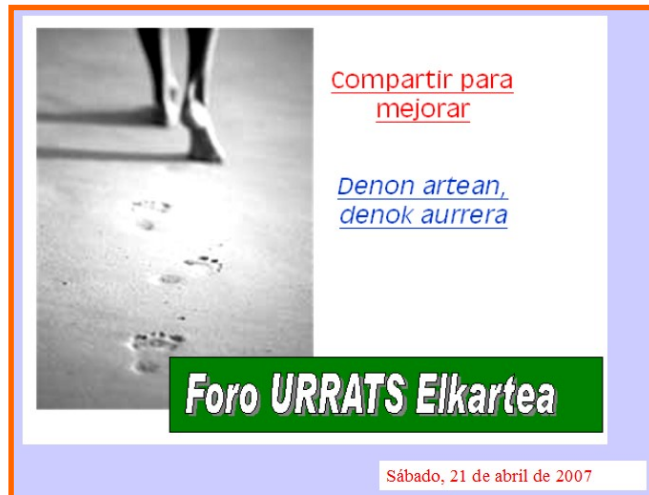 Compartir para
mejorar
Denon artean,
denok aurrera
Foro URRATS Elkartea
Sábado, 21 de abril de 2007